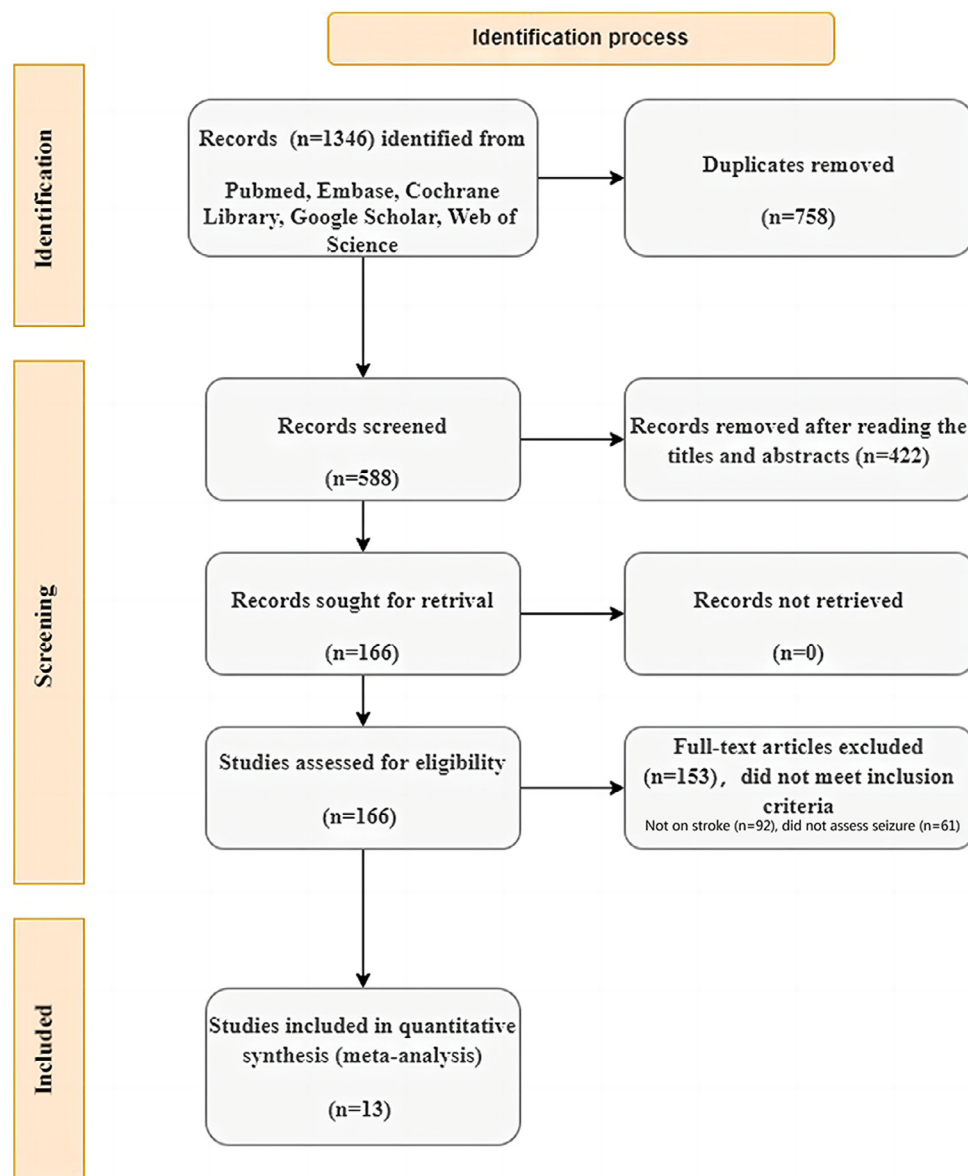 Identification process
Identification
Records (n=1346) identified from
Pubmed, Embase, Cochrane
Library, Google Scholar, Web of
Science
Duplicates removed
(n=758)
Screening
Records screened
(n=588)
Records removed after reading the
titles and abstracts (n=422)
Records sought for retrival
(n=166)
Records not retrieved
(n=0)
Studies assessed for eligibility
(n=166)
Full-text articles excluded
(n=153)，did not meet inclusion
criteria
Not on stroke (n=92), did not assess seizure (n=61)
Included
Studies included in quantitative
synthesis (meta-analysis)
(n=13)